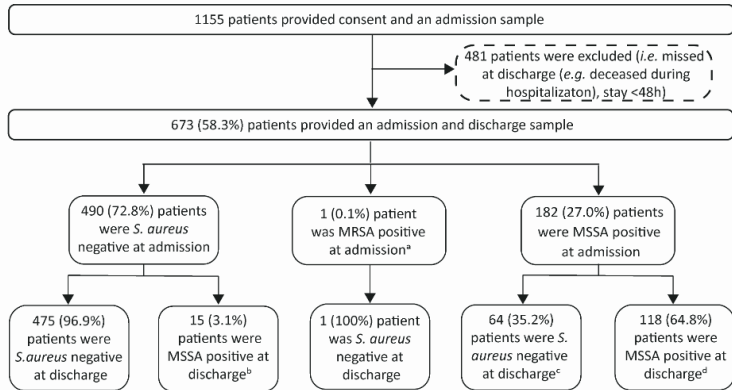 1155 patients provided consent and an admission sample
481 patients were excluded (i.e. missed
at discharge (e.g. deceased during
hospitalizaton), stay <48h)
673 (58.3%) patients provided an admission and discharge sample
490 (72.8%) patients
were S. aureus
negative at admission
1 (0.1%) patient
was MRSA positive
at admissionᵃ
182 (27.0%) patients
were MSSA positive
at admission
475 (96.9%)
patients were
S.aureus negative
at discharge
15 (3.1%)
patients were
MSSA positive at
dischargeᵇ
1 (100%) patient
was S. aureus
negative at
discharge
64 (35.2%)
patients were S.
aureus negative
at dischargeᶜ
118 (64.8%)
patients were
MSSA positive at
dischargeᵈ